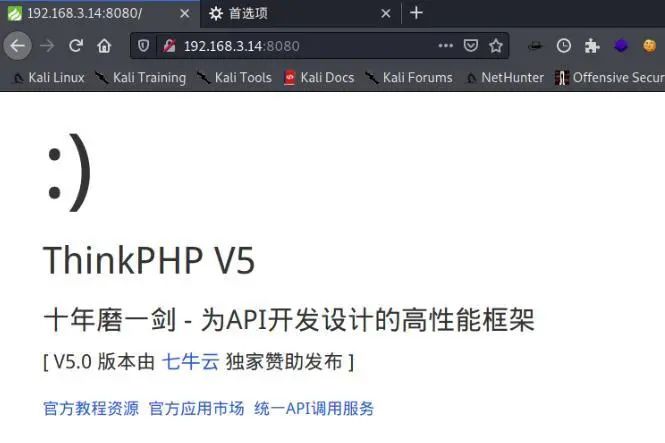 192.168.3.14:8080/ 首选项
192.168.3.14:8080
Kali Linux Kali Training Kali Tools Kali Docs Kali Forums NetHunter Offensive Secur
:)
ThinkPHP V5
十年磨一剑 - 为API开发设计的高性能框架
[ V5.0 版本由 七牛云 独家赞助发布 ]
官方教程资源 官方应用市场 统一API调用服务